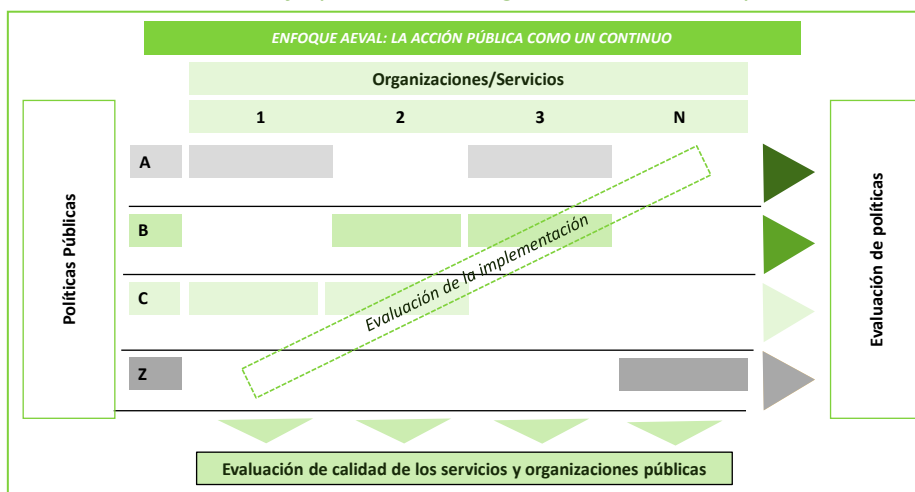 ENFOQUE AEVAL: LA ACCIÓN PÚBLICA COMO UN CONTINUO
Organizaciones/Servicios
1 2 3 N
Políticas Públicas
A
B
C
Z
Evaluación de la implementación
Evaluación de políticas
Evaluación de calidad de los servicios y organizaciones públicas